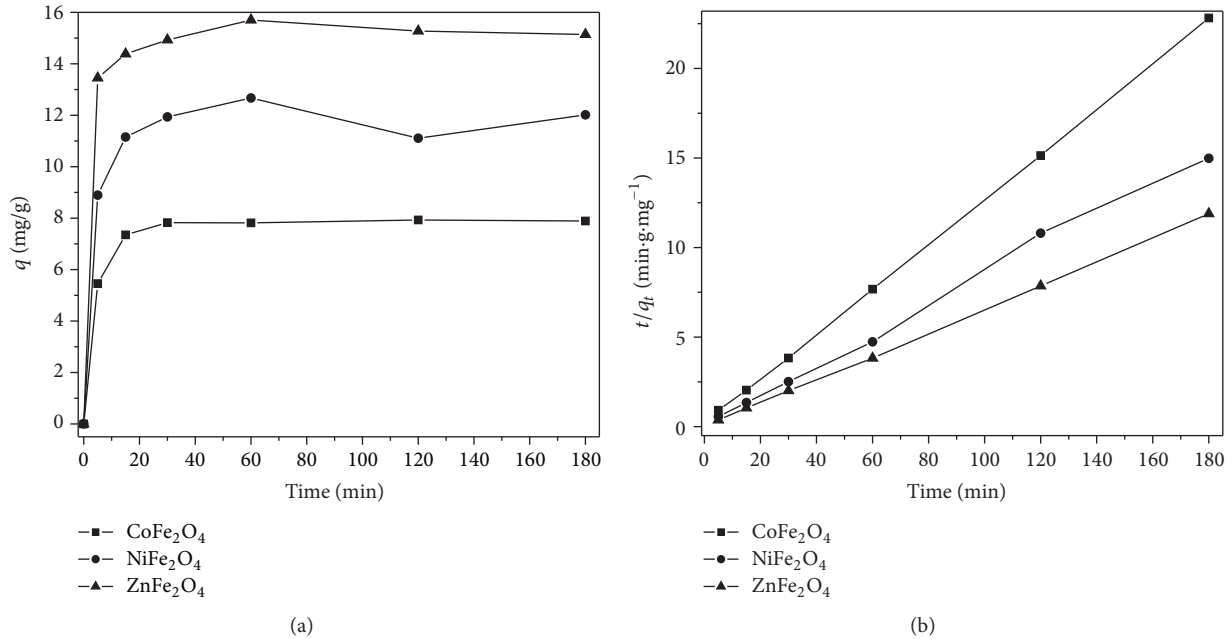 16
14
12
10
8
6
4
2
0
q (mg/g)
0 20 40 60 80 100 120 140 160 180
Time (min)
CoFe₂O₄
NiFe₂O₄
ZnFe₂O₄
(a)
20
15
10
5
0
t/qₜ (min·g·mg⁻¹)
0 20 40 60 80 100 120 140 160 180
Time (min)
CoFe₂O₄
NiFe₂O₄
ZnFe₂O₄
(b)